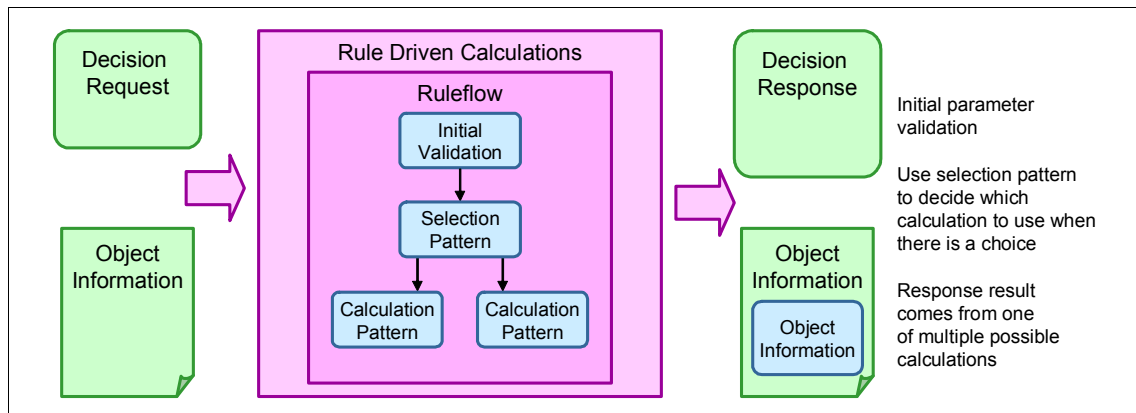 Decision
Request
Object
Information
Rule Driven Calculations
Ruleflow
Initial
Validation
Selection
Pattern
Calculation
Pattern
Calculation
Pattern
Decision
Response
Object
Information
Object
Information
Initial parameter
validation
Use selection pattern
to decide which
calculation to use when
there is a choice
Response result
comes from one
of multiple possible
calculations